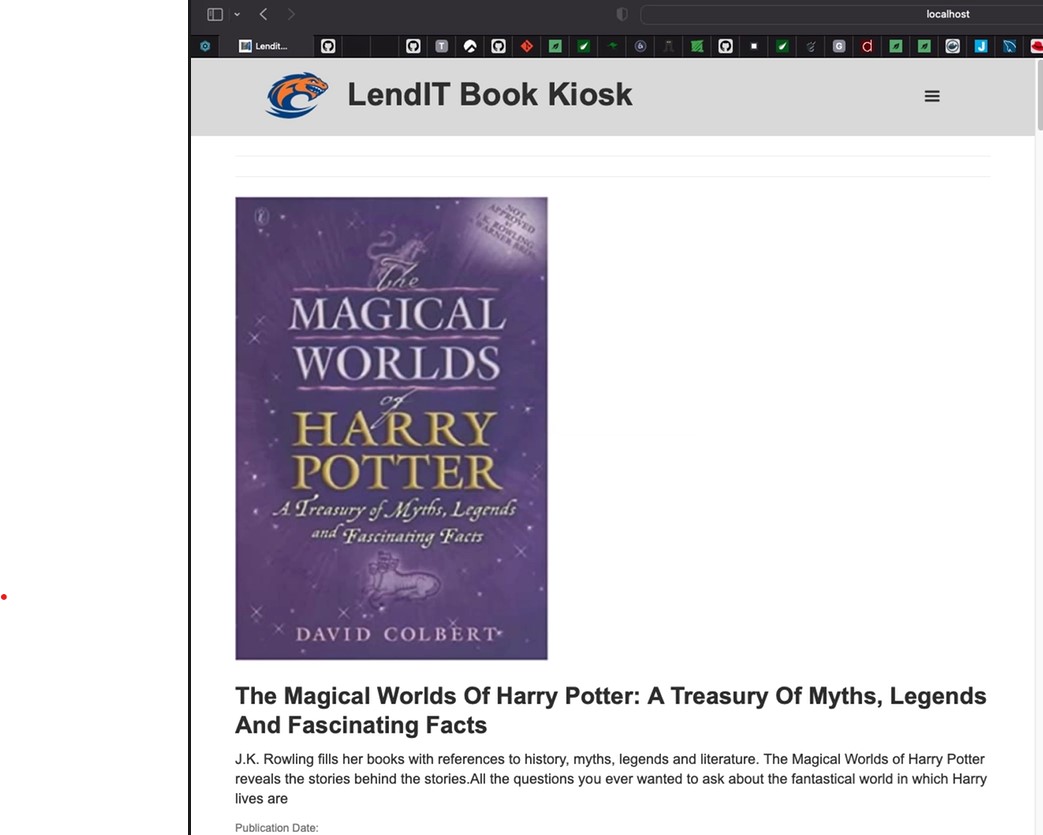 localhost
Lendit...
T
G
d
J
LendIT Book Kiosk
NOT
APPROVED
BY
J.K. ROWLING
WARNER BROS
The
MAGICAL
WORLDS
of
HARRY
POTTER
A Treasury of Myths, Legends
and Fascinating Facts
DAVID COLBERT
The Magical Worlds Of Harry Potter: A Treasury Of Myths, Legends
And Fascinating Facts
J.K. Rowling fills her books with references to history, myths, legends and literature. The Magical Worlds of Harry Potter
reveals the stories behind the stories.All the questions you ever wanted to ask about the fantastical world in which Harry
lives are
Publication Date: